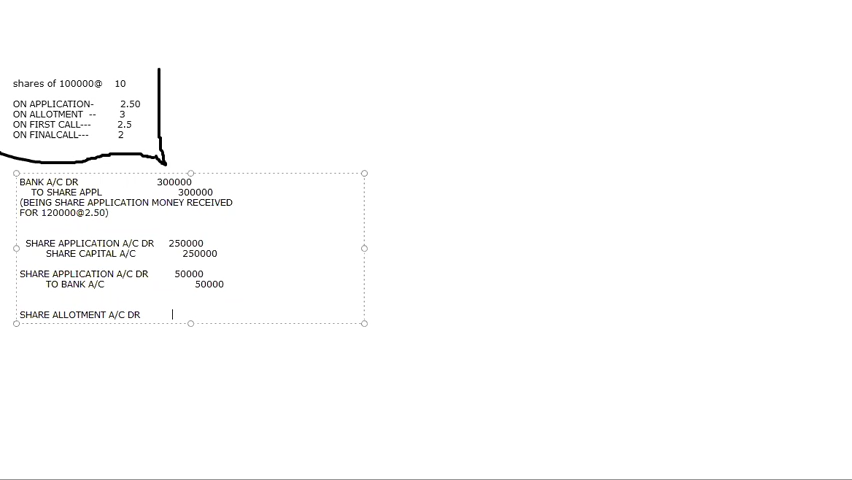 shares of 100000@ 10
ON APPLICATION- 2.50
ON ALLOTMENT -- 3
ON FIRST CALL--- 2.5
ON FINALCALL--- 2
BANK A/C DR 300000
TO SHARE APPL 300000
(BEING SHARE APPLICATION MONEY RECEIVED
FOR 120000@2.50)
SHARE APPLICATION A/C DR 250000
SHARE CAPITAL A/C 250000
SHARE APPLICATION A/C DR 50000
TO BANK A/C 50000
SHARE ALLOTMENT A/C DR